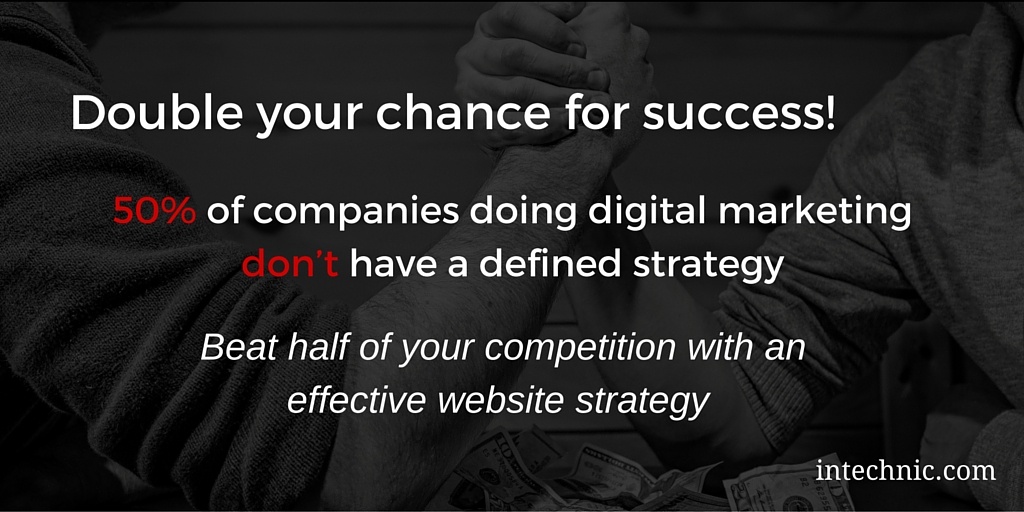 Double your chance for success!
50% of companies doing digital marketing
don’t have a defined strategy
Beat half of your competition with an
effective website strategy
intechnic.com